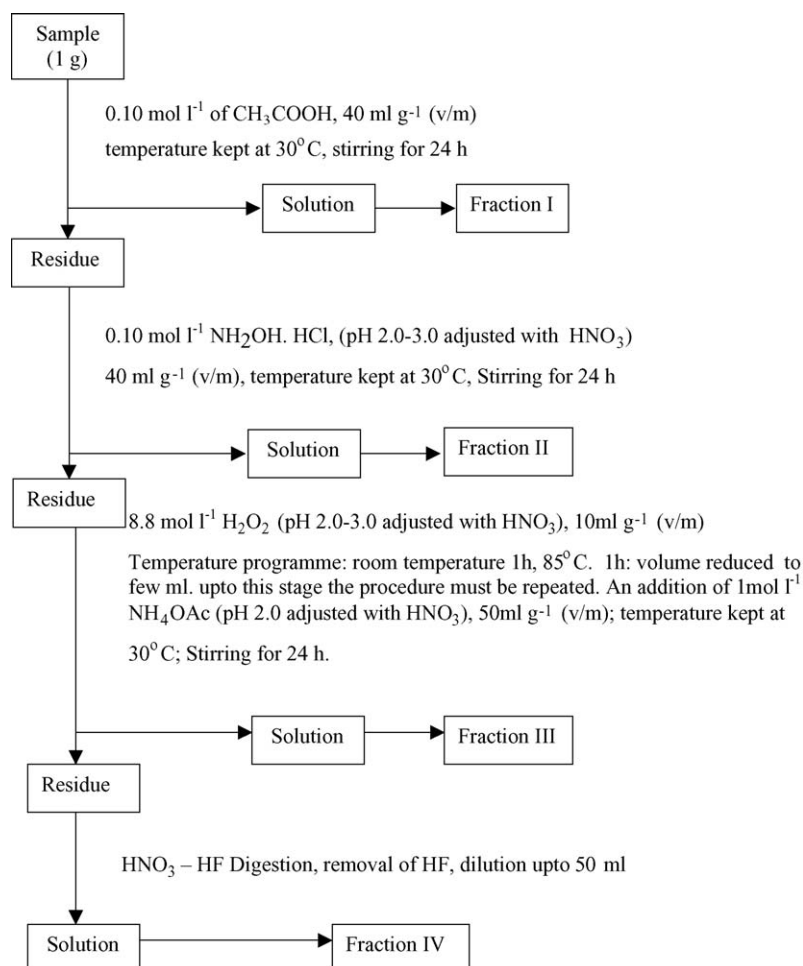 Sample
(1 g)
0.10 mol l⁻¹ of CH₃COOH, 40 ml g⁻¹ (v/m)
temperature kept at 30°C, stirring for 24 h
Solution
Fraction I
Residue
0.10 mol l⁻¹ NH₂OH. HCl, (pH 2.0-3.0 adjusted with HNO₃)
40 ml g⁻¹ (v/m), temperature kept at 30°C, Stirring for 24 h
Solution
Fraction II
Residue
8.8 mol l⁻¹ H₂O₂ (pH 2.0-3.0 adjusted with HNO₃), 10ml g⁻¹ (v/m)
Temperature programme: room temperature 1h, 85°C. 1h: volume reduced to
few ml. upto this stage the procedure must be repeated. An addition of 1mol l⁻¹
NH₄OAc (pH 2.0 adjusted with HNO₃), 50ml g⁻¹ (v/m); temperature kept at
30°C; Stirring for 24 h.
Solution
Fraction III
Residue
HNO₃ – HF Digestion, removal of HF, dilution upto 50 ml
Solution
Fraction IV